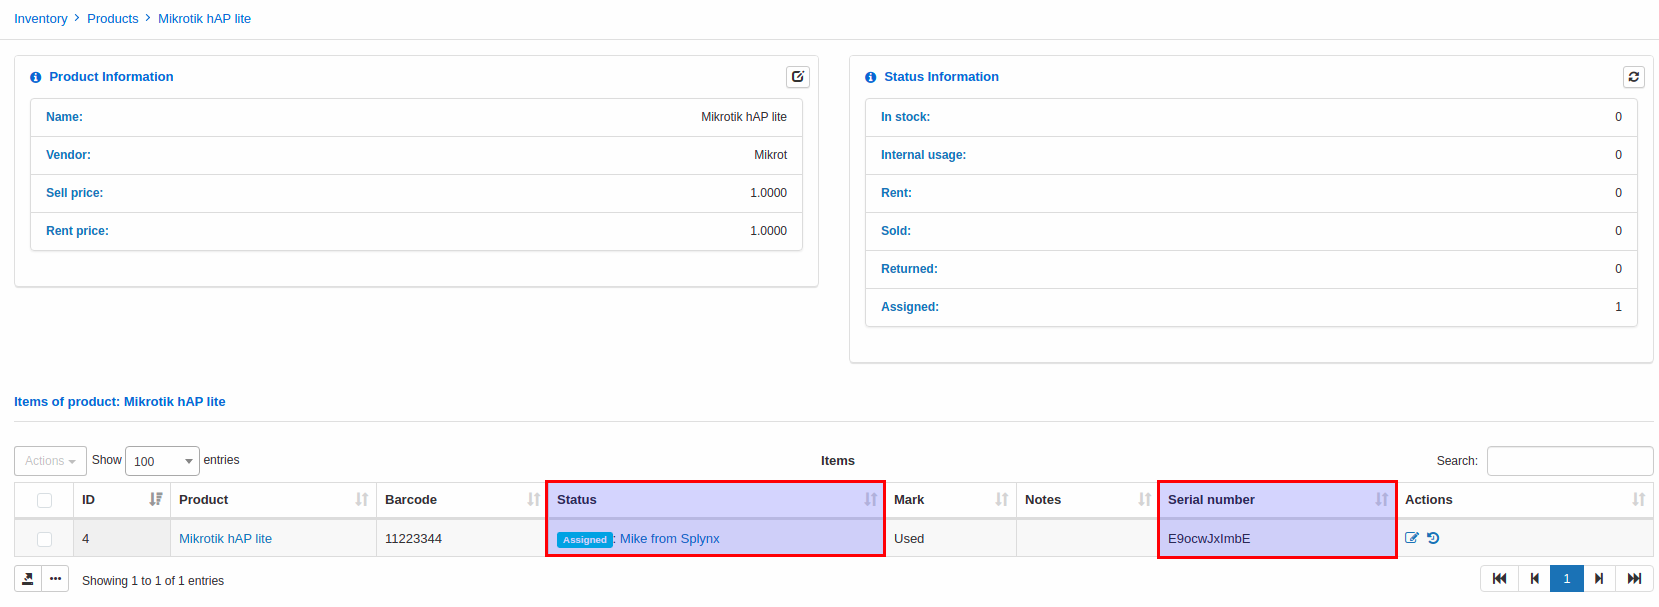 Inventory > Products > Mikrotik hAP lite
Product Information
Name: Mikrotik hAP lite
Vendor: Mikrot
Sell price: 1.0000
Rent price: 1.0000
Status Information
In stock: 0
Internal usage: 0
Rent: 0
Sold: 0
Returned: 0
Assigned: 1
Items of product: Mikrotik hAP lite
Actions Show 100 entries Items Search:
ID Product Barcode Status Mark Notes Serial number Actions
4 Mikrotik hAP lite 11223344 Assigned : Mike from Splynx Used E9ocwJxImbE
Showing 1 to 1 of 1 entries 1